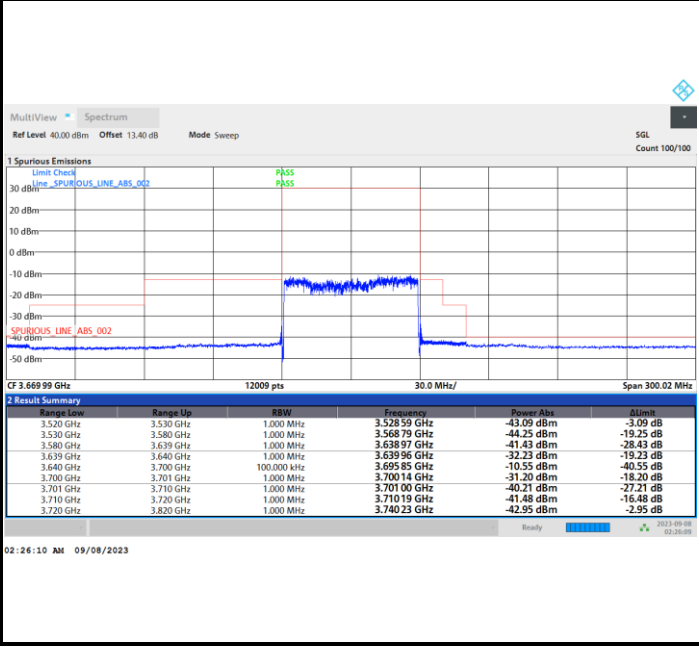 MultiView Spectrum
Ref Level 40.00 dBm Offset 13.40 dB Mode Sweep SGL
Count 100/100
1 Spurious Emissions
Limit Check PASS
Line _SPURIOUS_LINE_ABS_002 PASS
30 dBm
20 dBm
10 dBm
0 dBm
-10 dBm
-20 dBm
-30 dBm
_SPURIOUS_LINE_ABS_002
-40 dBm
-50 dBm
CF 3.669 99 GHz 12009 pts 30.0 MHz/ Span 300.02 MHz
2 Result Summary
Range Low Range Up RBW Frequency Power Abs ΔLimit
3.520 GHz 3.530 GHz 1.000 MHz 3.528 59 GHz -43.09 dBm -3.09 dB
3.530 GHz 3.580 GHz 1.000 MHz 3.568 79 GHz -44.25 dBm -19.25 dB
3.580 GHz 3.639 GHz 1.000 MHz 3.638 97 GHz -41.43 dBm -28.43 dB
3.639 GHz 3.640 GHz 1.000 MHz 3.639 96 GHz -32.23 dBm -19.23 dB
3.640 GHz 3.700 GHz 100.000 kHz 3.695 85 GHz -10.55 dBm -40.55 dB
3.700 GHz 3.701 GHz 1.000 MHz 3.700 14 GHz -31.20 dBm -18.20 dB
3.701 GHz 3.710 GHz 1.000 MHz 3.701 00 GHz -40.21 dBm -27.21 dB
3.710 GHz 3.720 GHz 1.000 MHz 3.710 19 GHz -41.48 dBm -16.48 dB
3.720 GHz 3.820 GHz 1.000 MHz 3.740 23 GHz -42.95 dBm -2.95 dB
Ready 2023-09-08
02:26:09
02:26:10 AM 09/08/2023